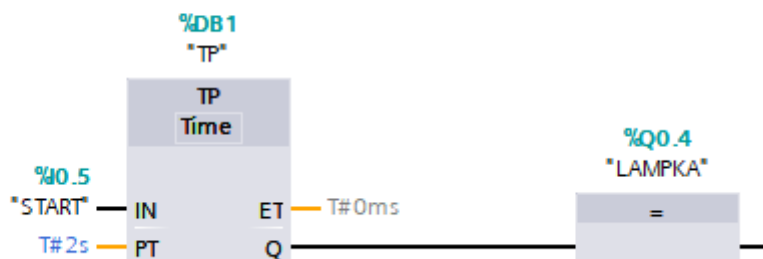 %DB1
"TP"
TP
Time
%I0.5
"START"
IN
ET
T#0ms
T#2s
PT
Q
%Q0.4
"LAMPKA"
=